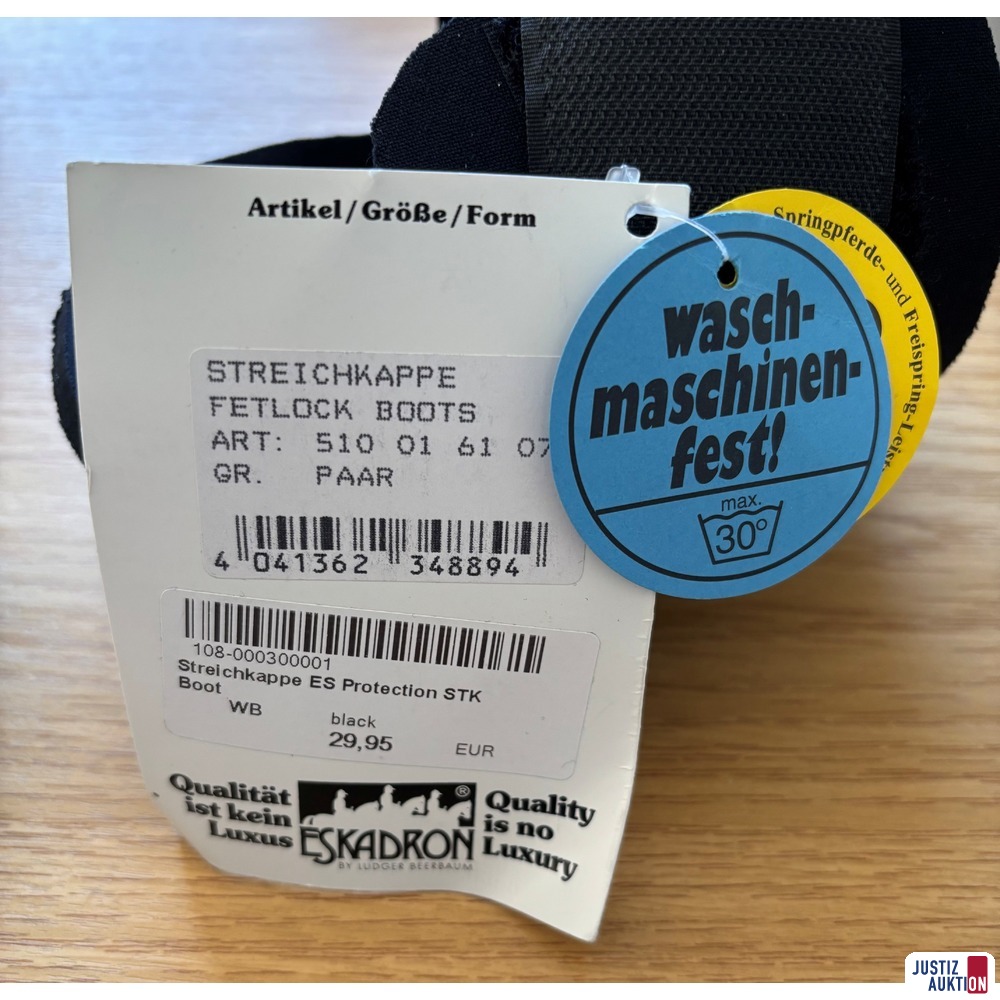 Artikel/Größe/Form
STREICHKAPPE
FETLOCK BOOTS
ART: 510 01 61 07
GR. PAAR
4 041362 348894
108-000300001
Streichkappe ES Protection STK
Boot
WB
black
29,95 EUR
Qualität
ist kein
Luxus
ESKADRON
®
BY LUDGER BEERBAUM
Quality
is no
Luxury
wasch-
maschinen-
fest!
max.
30°
Springpferde- und Freispring-Leist
JUSTIZ
AUKTION